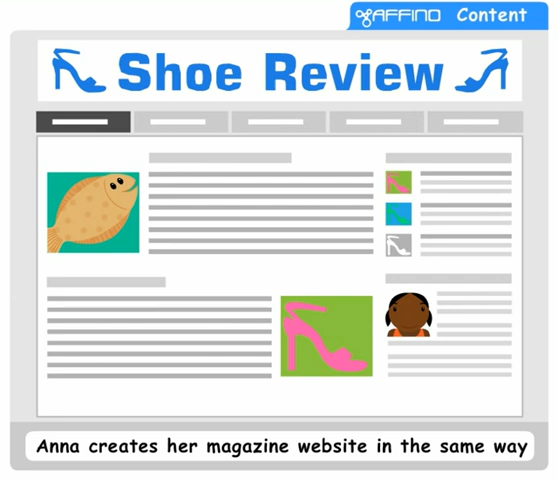 AFFINO Content
Shoe Review
Anna creates her magazine website in the same way